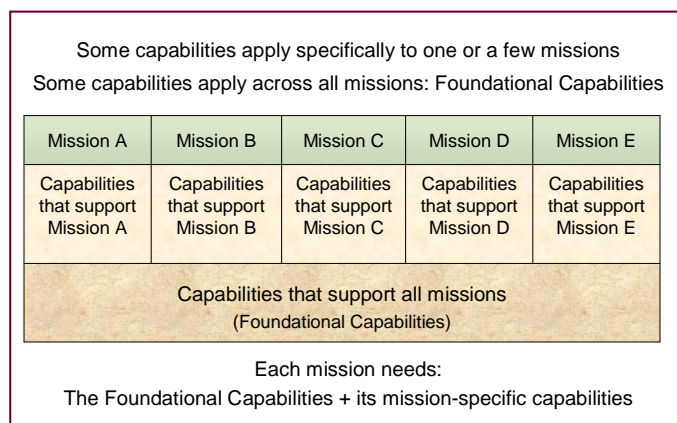 Some capabilities apply specifically to one or a few missions
Some capabilities apply across all missions: Foundational Capabilities
Mission A
Mission B
Mission C
Mission D
Mission E
Capabilities
that support
Mission A
Capabilities
that support
Mission B
Capabilities
that support
Mission C
Capabilities
that support
Mission D
Capabilities
that support
Mission E
Capabilities that support all missions
(Foundational Capabilities)
Each mission needs:
The Foundational Capabilities + its mission-specific capabilities